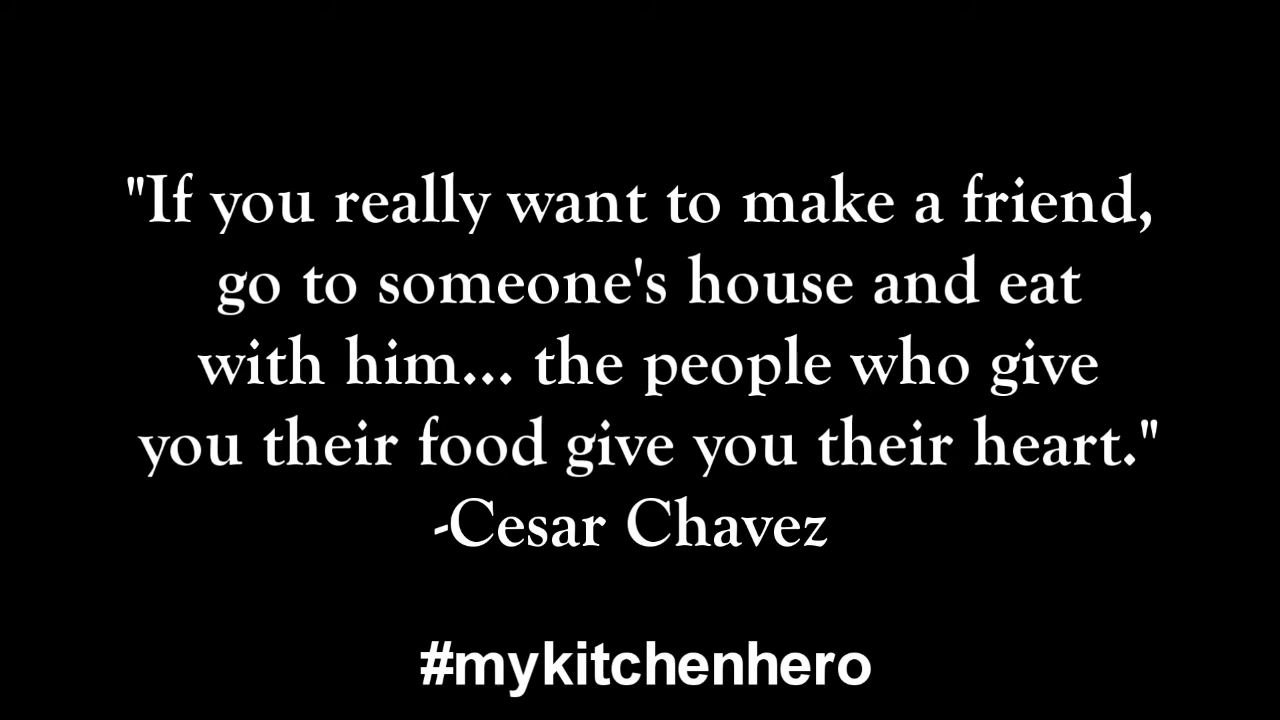 "If you really want to make a friend,
go to someone's house and eat
with him... the people who give
you their food give you their heart."
-Cesar Chavez
#mykitchenhero